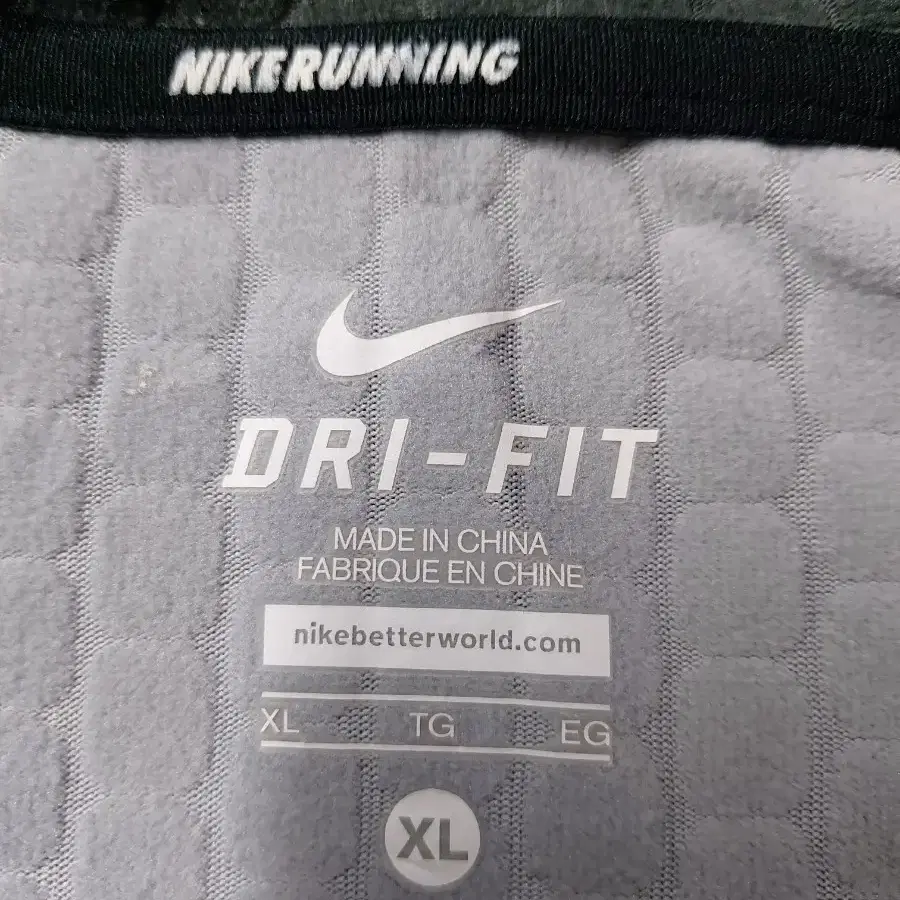 NIKERUNNING
DRI-FIT
MADE IN CHINA
FABRIQUE EN CHINE
nikebetterworld.com
XL TG EG
XL